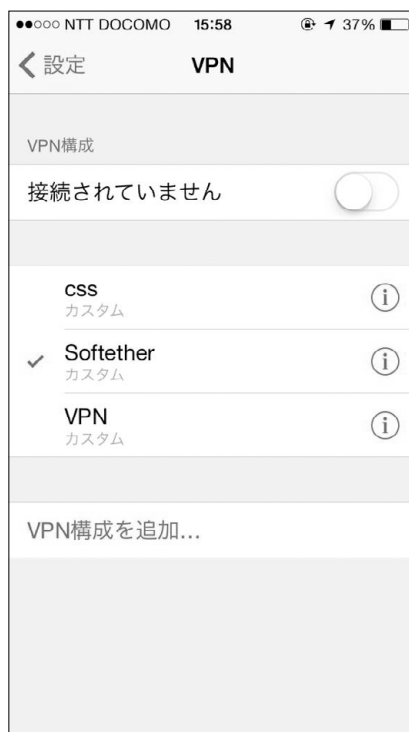 NTT DOCOMO 15:58 37%
設定 VPN
VPN構成
接続されていません
css
カスタム
Softether
カスタム
VPN
カスタム
VPN構成を追加...